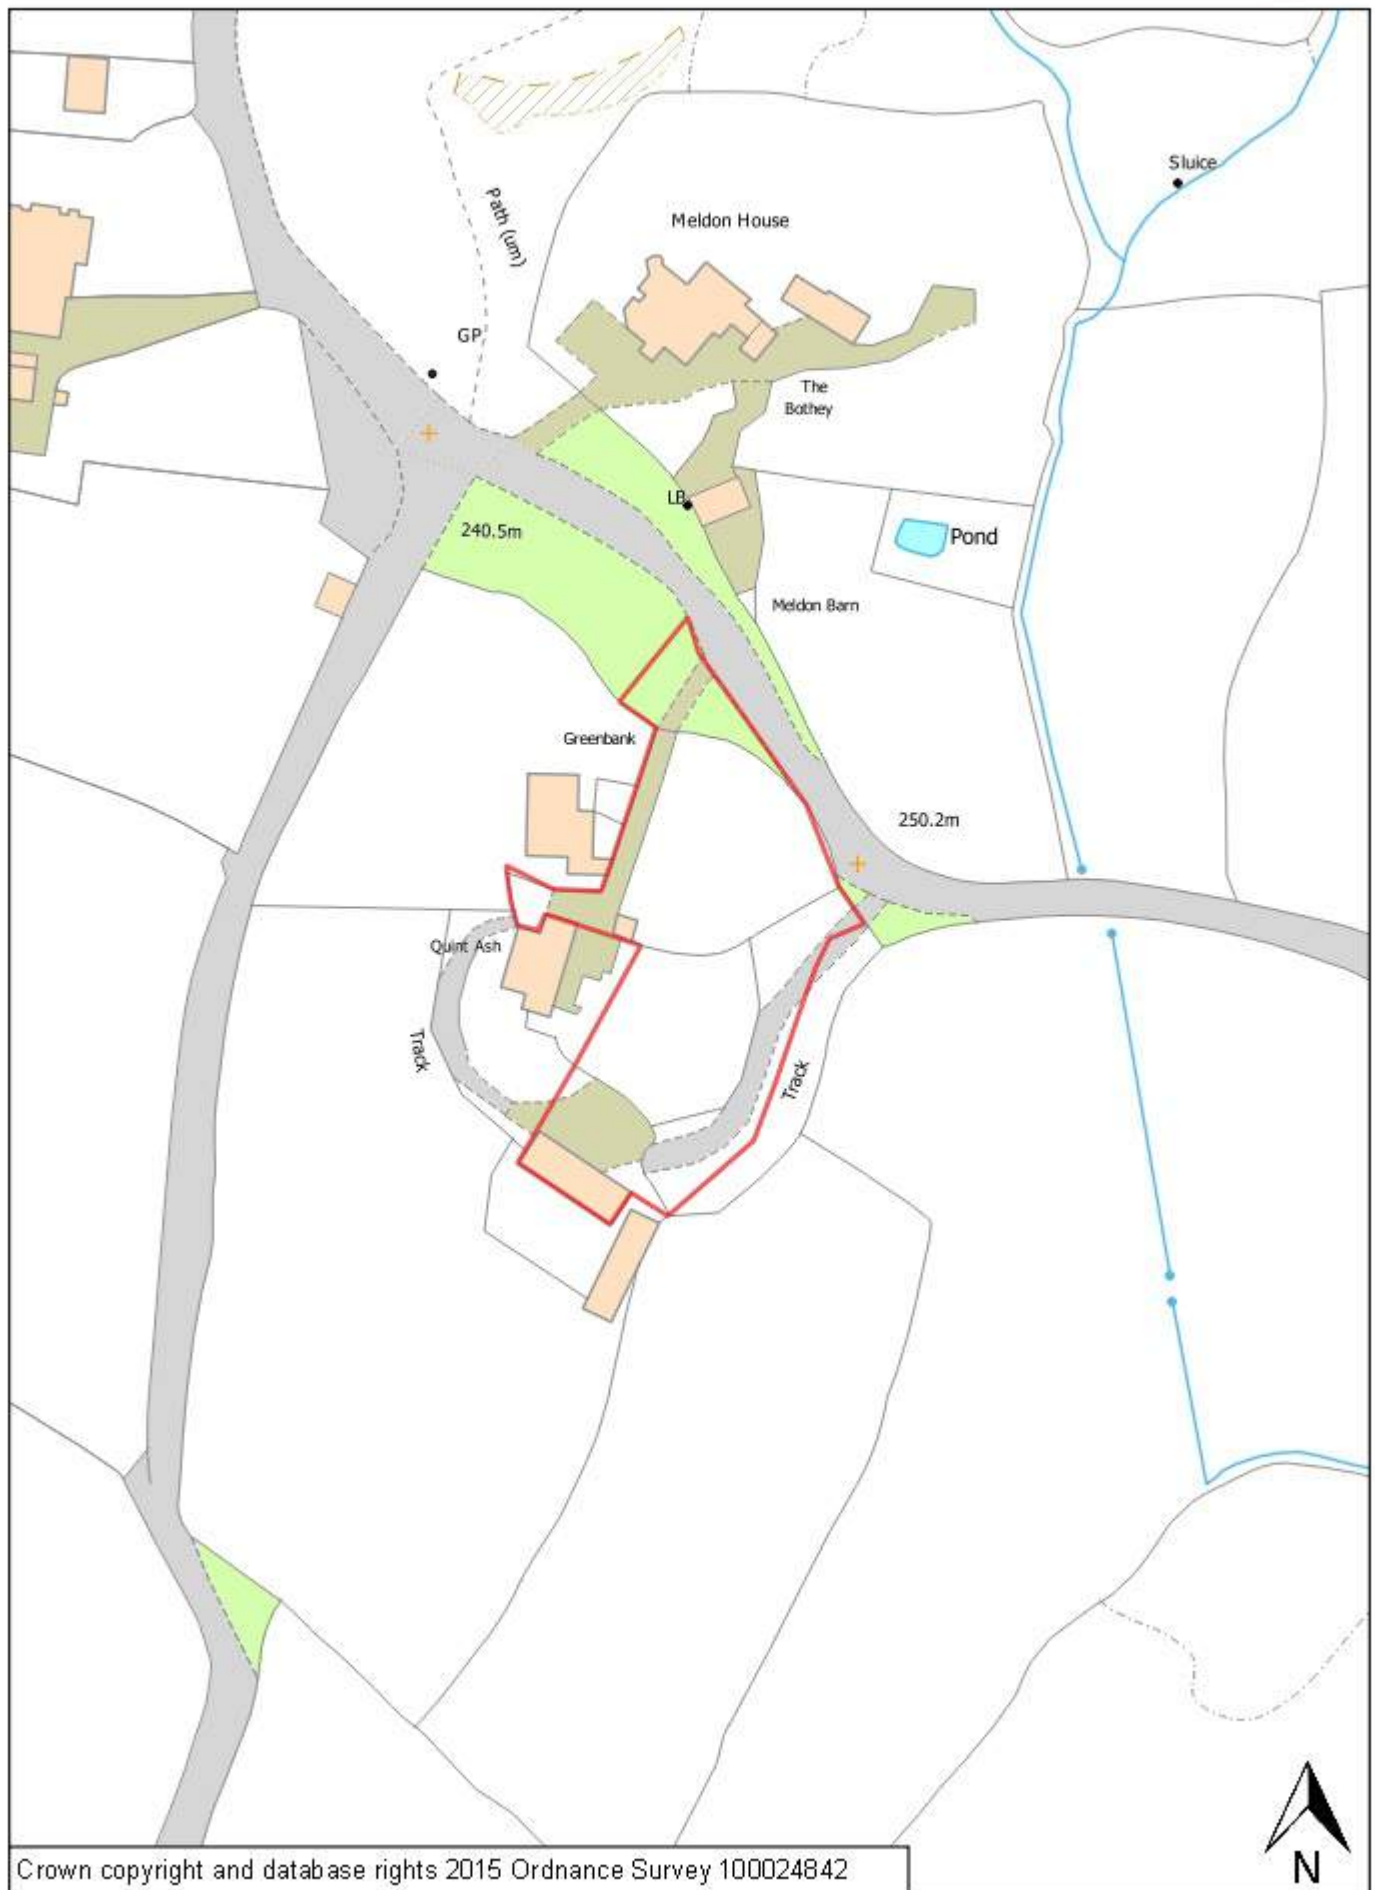 Sluice
Path (um)
Meldon House
GP
The
Bothey
LB
240.5m
Pond
Meldon Barn
Greenbank
250.2m
Quint Ash
Track
Track
N
Crown copyright and database rights 2015 Ordnance Survey 100024842